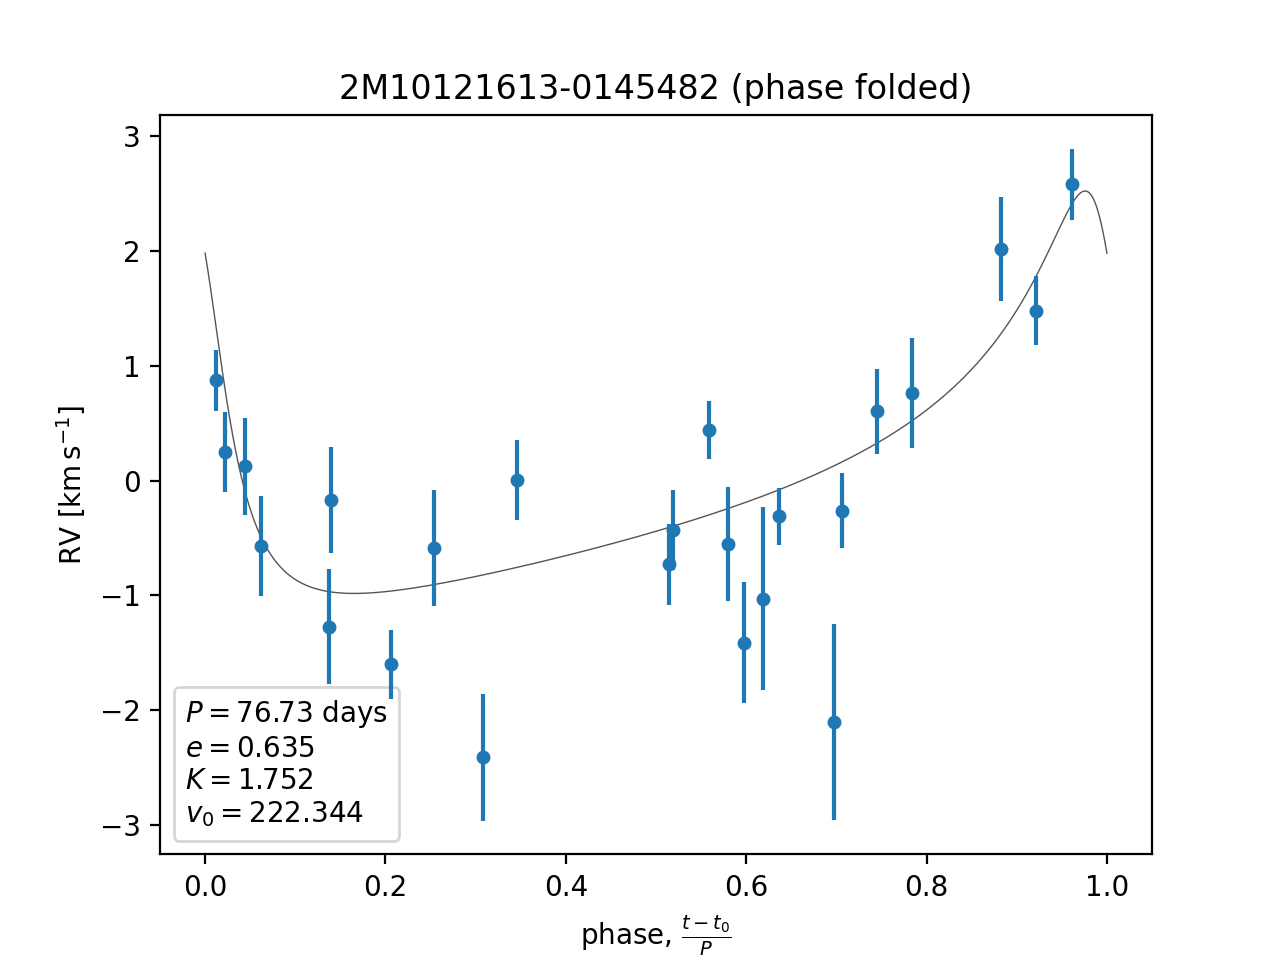 2M10121613-0145482 (phase folded)
3
2
1
0
−1
−2
−3
RV [km s⁻¹]
P = 76.73 days
e = 0.635
K = 1.752
v₀ = 222.344
0.0 0.2 0.4 0.6 0.8 1.0
phase, (t − t₀)/P